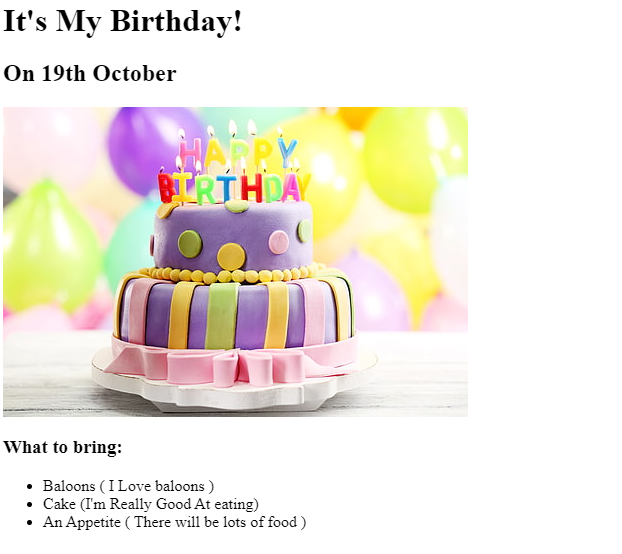 It's My Birthday!
On 19th October
HAPPY
BIRTHDAY
What to bring:
• Baloons ( I Love baloons )
• Cake (I'm Really Good At eating)
• An Appetite ( There will be lots of food )